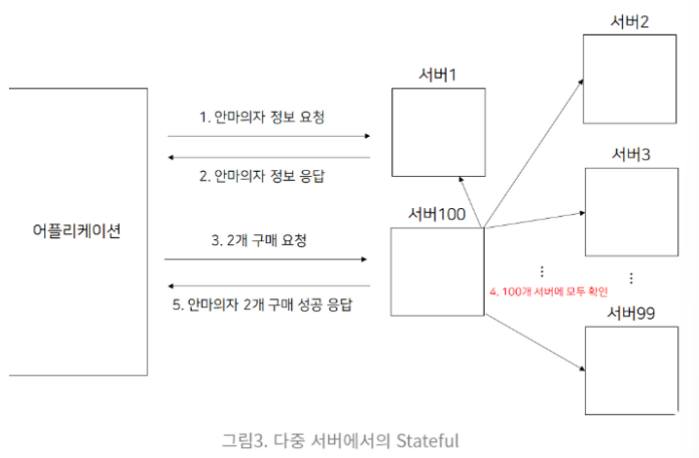 서버2
서버1
1. 안마의자 정보 요청
2. 안마의자 정보 응답
서버3
서버100
어플리케이션
3. 2개 구매 요청
⋮
⋮
4. 100개 서버에 모두 확인
5. 안마의자 2개 구매 성공 응답
서버99
그림3. 다중 서버에서의 Stateful